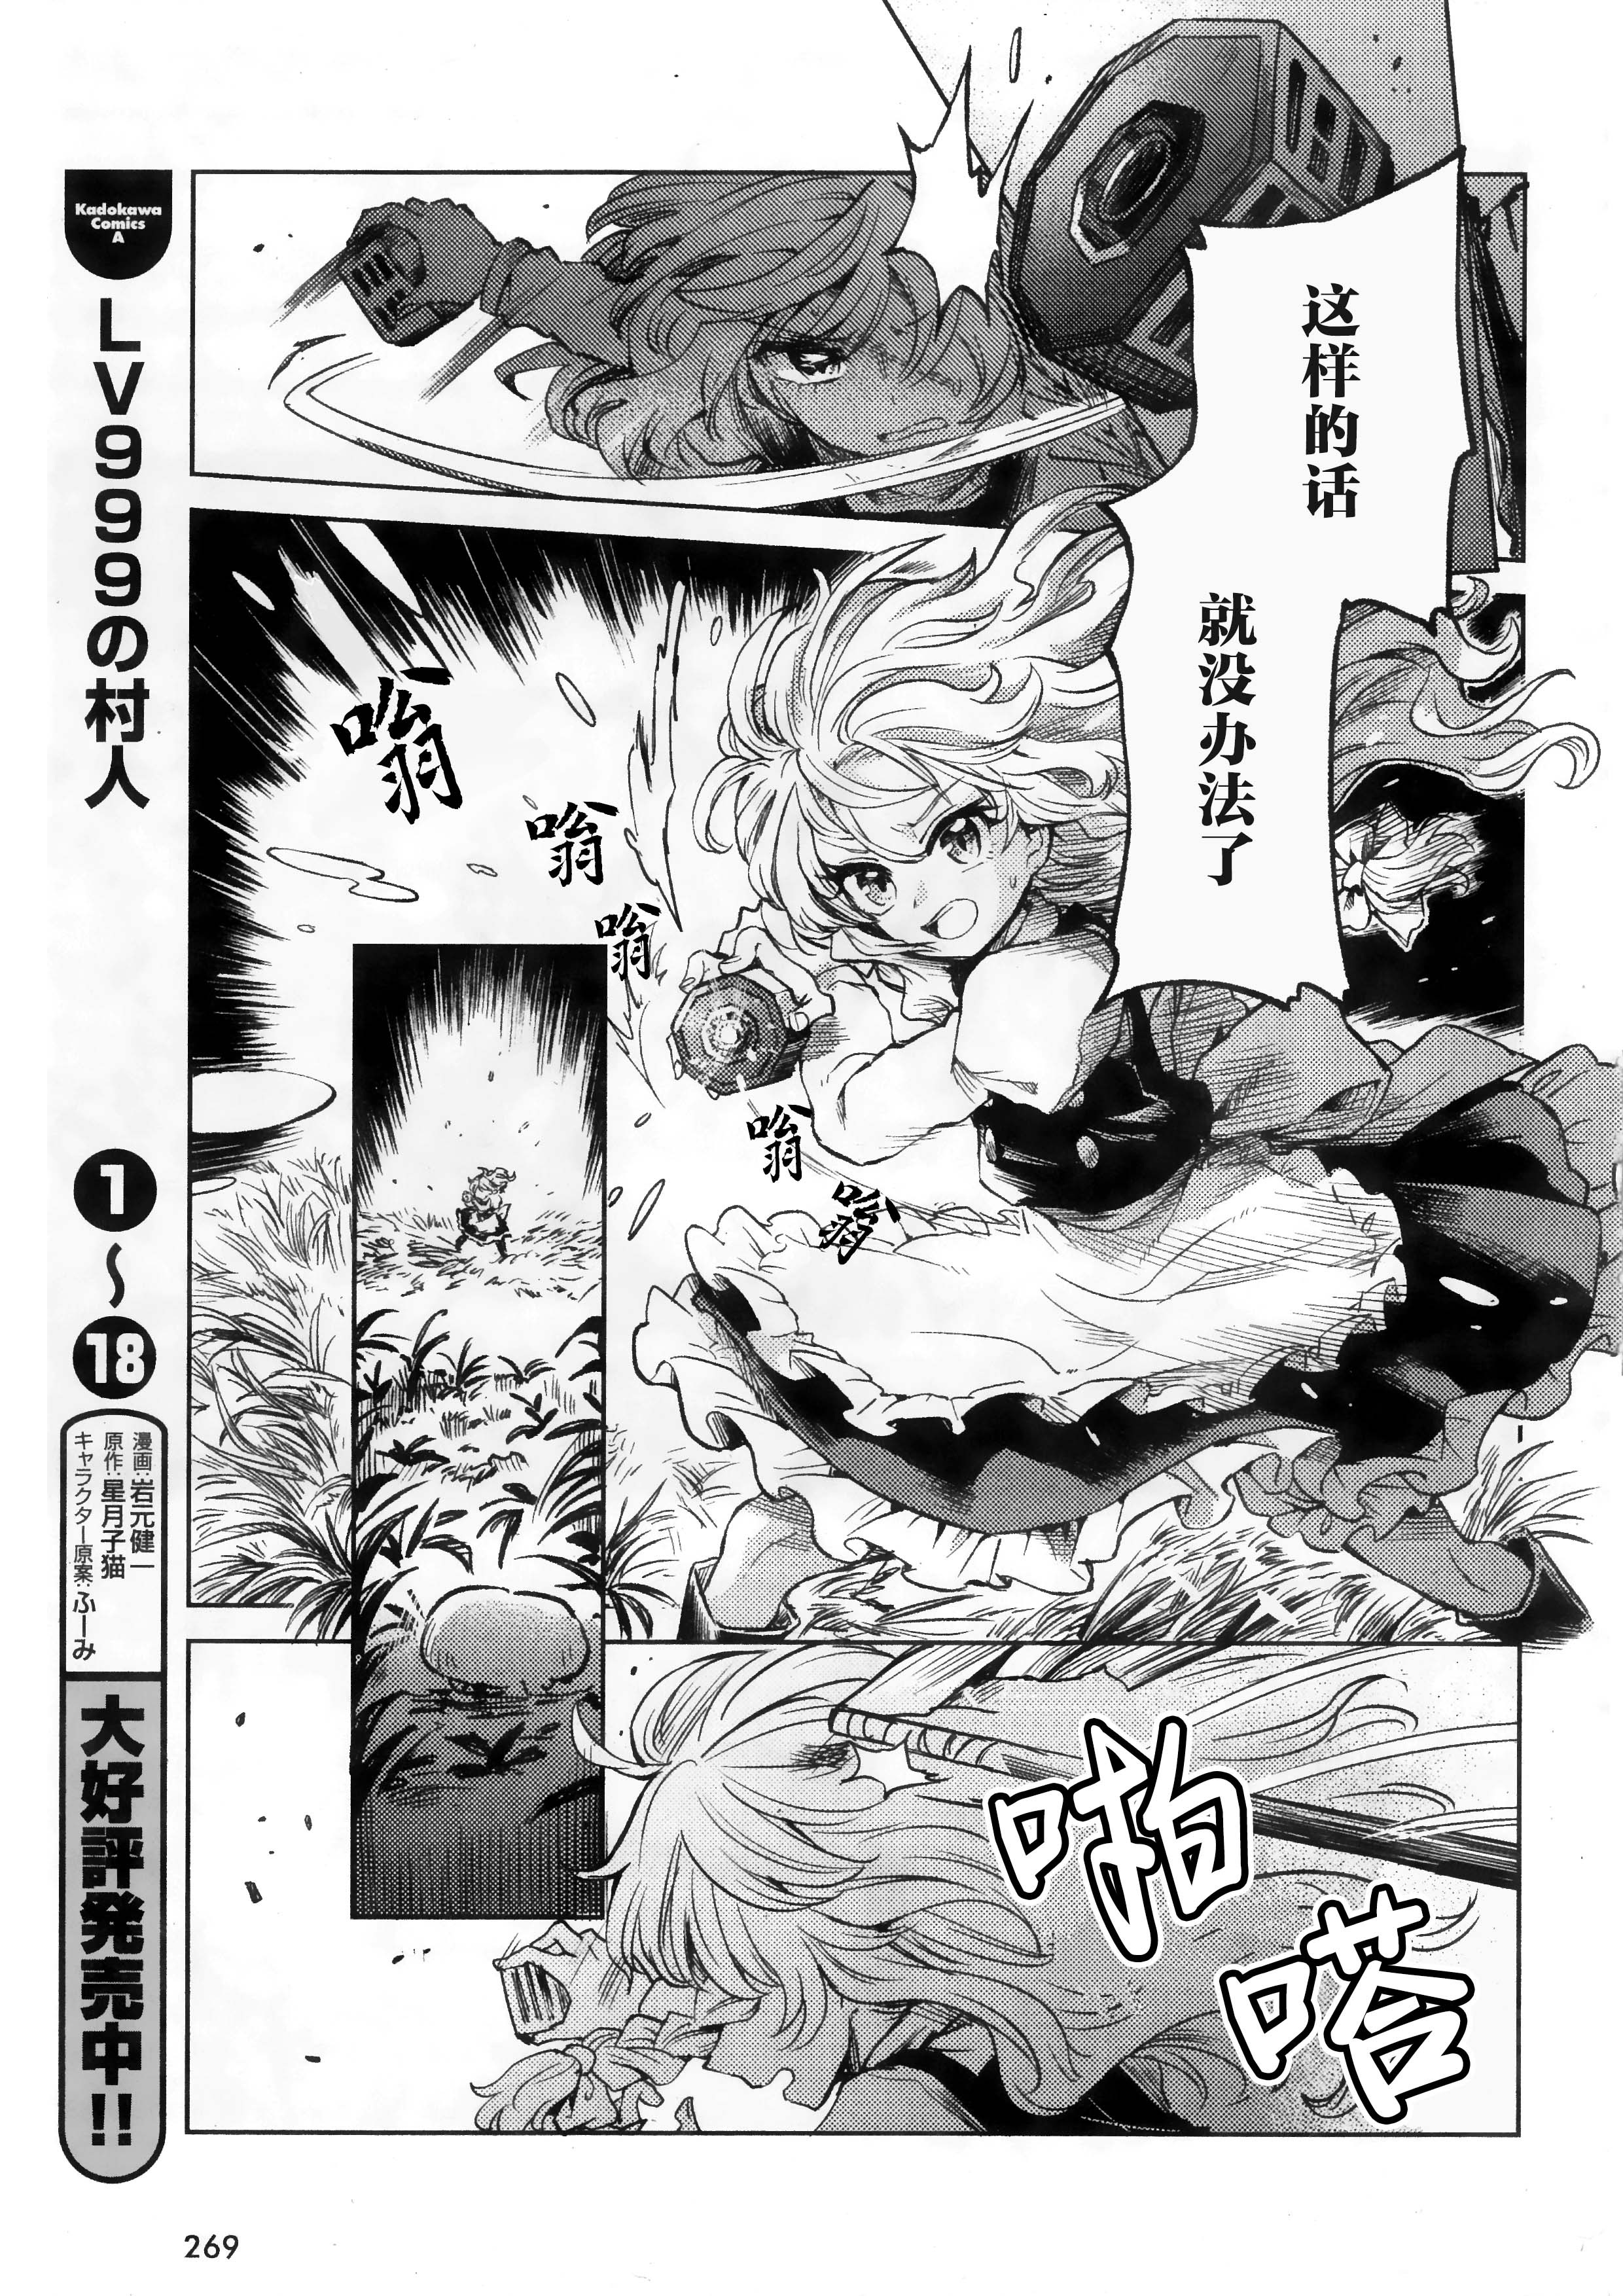 这样的话
就没办法了
嗡
嗡
嗡
嗡
嗡
啪
嗒
Kadokawa
Comics
A
LV999の村人
1
～
18
漫画:岩元健一
原作:星月子猫
キャラクター原案:ふーみ
大好評発売中!!
269